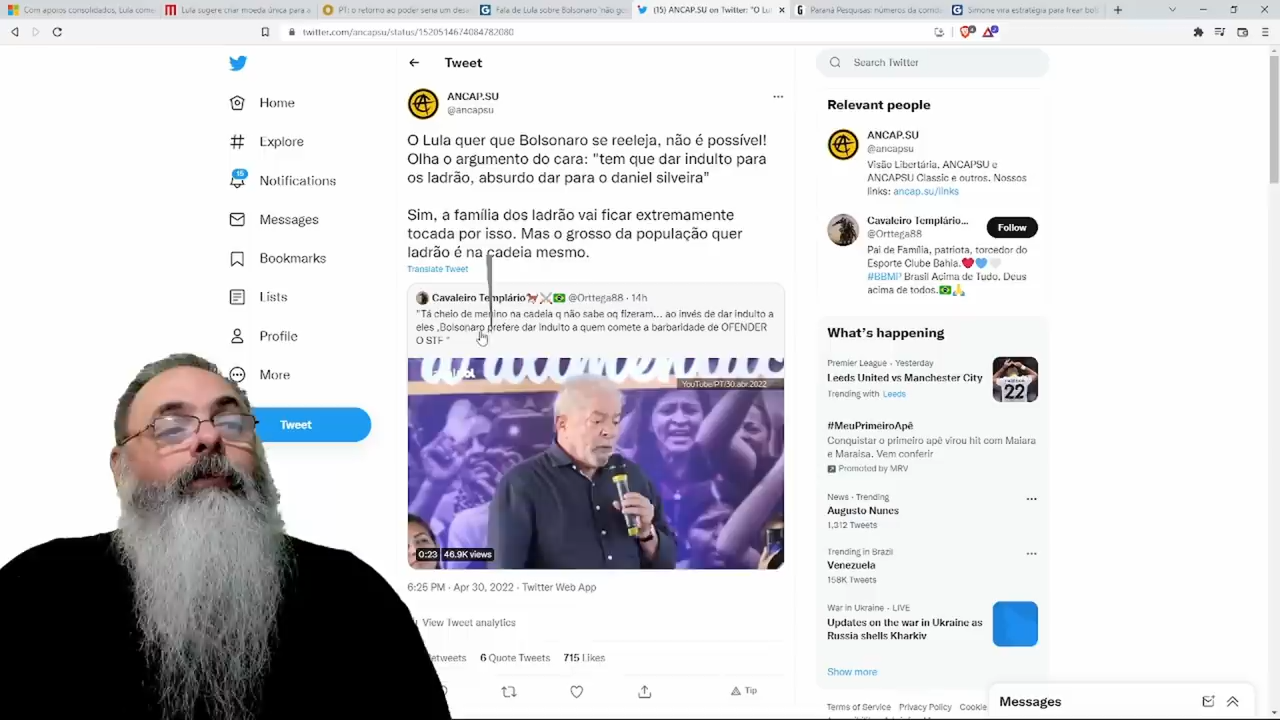 Com apoios consolidados, Lula come
Lula sugere criar moeda única para a
PT: o retorno ao poder seria um desa
Fala de Lula sobre Bolsonaro 'não go
(15) ANCAP.SU on Twitter: "O Lu
Paraná Pesquisas: números da corrida
Simone vira estratégia para frear bol
twitter.com/ancapsu/status/1520514674084782080
Tweet
Search Twitter
Home
Explore
15
Notifications
Messages
Bookmarks
Lists
Profile
More
Tweet
ANCAP.SU
@ancapsu
O Lula quer que Bolsonaro se reeleja, não é possível!
Olha o argumento do cara: "tem que dar indulto para
os ladrão, absurdo dar para o daniel silveira"
Sim, a família dos ladrão vai ficar extremamente
tocada por isso. Mas o grosso da população quer
ladrão é na cadeia mesmo.
Translate Tweet
Cavaleiro Templário @Orttega88 · 14h
"Tá cheio de menino na cadeia q não sabe oq fizeram... ao invés de dar indulto a
eles ,Bolsonaro prefere dar indulto a quem comete a barbaridade de OFENDER
O STF "
YouTube/PT/30.abr.2022
0:23
46.9K views
6:25 PM · Apr 30, 2022 · Twitter Web App
View Tweet analytics
etweets
6 Quote Tweets
715 Likes
Tip
Relevant people
ANCAP.SU
@ancapsu
Visão Libertária, ANCAPSU e
ANCAPSU Classic e outros. Nossos
links: ancap.su/links
Cavaleiro Templário...
@Orttega88
Follow
Pai de Família, patriota, torcedor do
Esporte Clube Bahia.
#BBMP Brasil Acima de Tudo, Deus
acima de todos.
What's happening
Premier League · Yesterday
Leeds United vs Manchester City
Trending with Leeds
22
#MeuPrimeiroApê
Conquistar o primeiro apê virou hit com Maiara
e Maraisa. Vem conferir
Promoted by MRV
News · Trending
Augusto Nunes
1,312 Tweets
Trending in Brazil
Venezuela
158K Tweets
War in Ukraine · LIVE
Updates on the war in Ukraine as
Russia shells Kharkiv
Show more
Terms of Service Privacy Policy Cookie
Messages